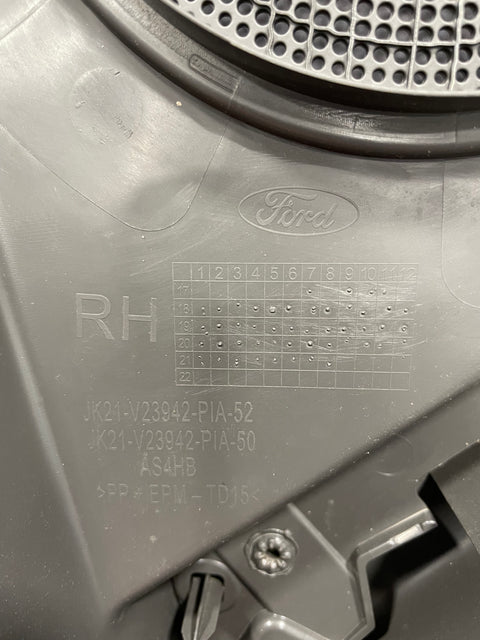 Ford
1 2 3 4 5 6 7 8 9 10 11 12
17
18
19
20
21
22
RH
JK21-V23942-PIA-52
JK21-V23942-PIA-50
AS4HB
>PP+EPM-TD15<